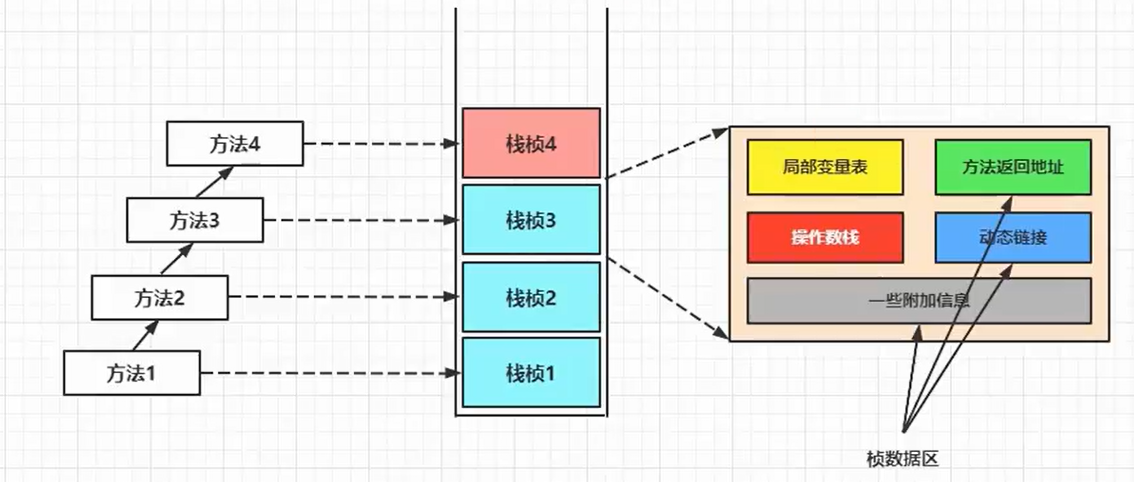 方法4
方法3
方法2
方法1
栈桢4
栈桢3
栈桢2
栈桢1
局部变量表
方法返回地址
操作数栈
动态链接
一些附加信息
桢数据区